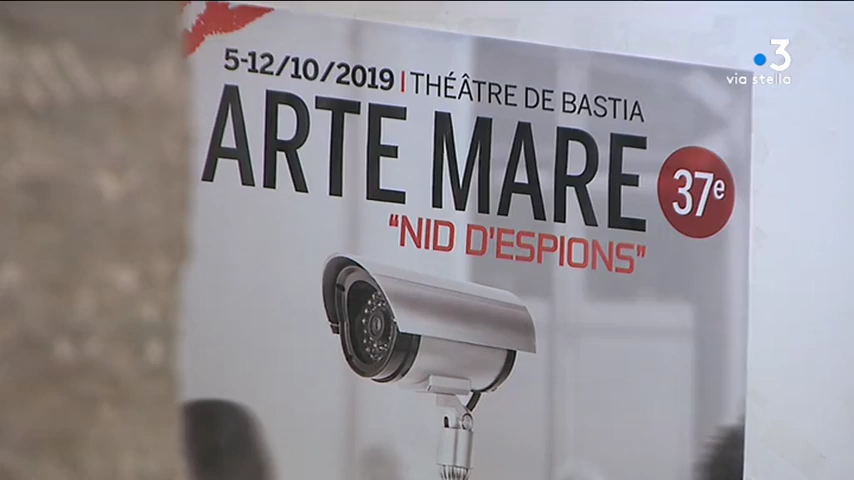 3
via stella
5-12/10/2019 | THÉÂTRE DE BASTIA
ARTE MARE
37e
"NID D'ESPIONS"